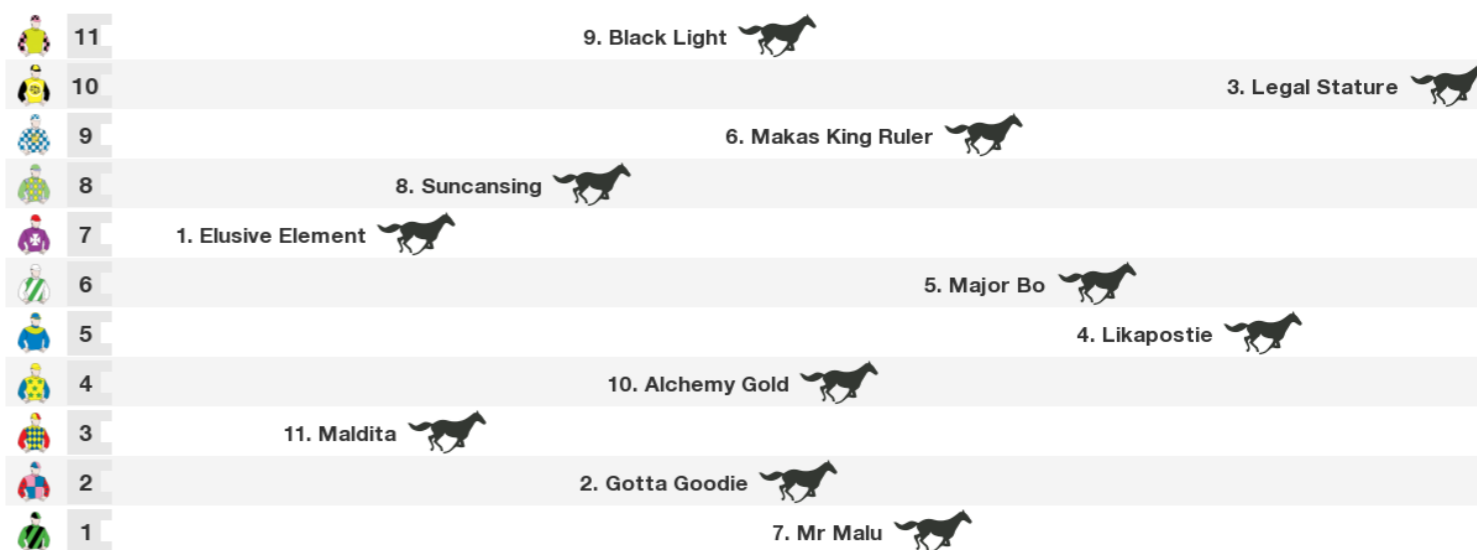 11 9. Black Light
10 3. Legal Stature
9 6. Makas King Ruler
8 8. Suncansing
7 1. Elusive Element
6 5. Major Bo
5 4. Likapostie
4 10. Alchemy Gold
3 11. Maldita
2 2. Gotta Goodie
1 7. Mr Malu